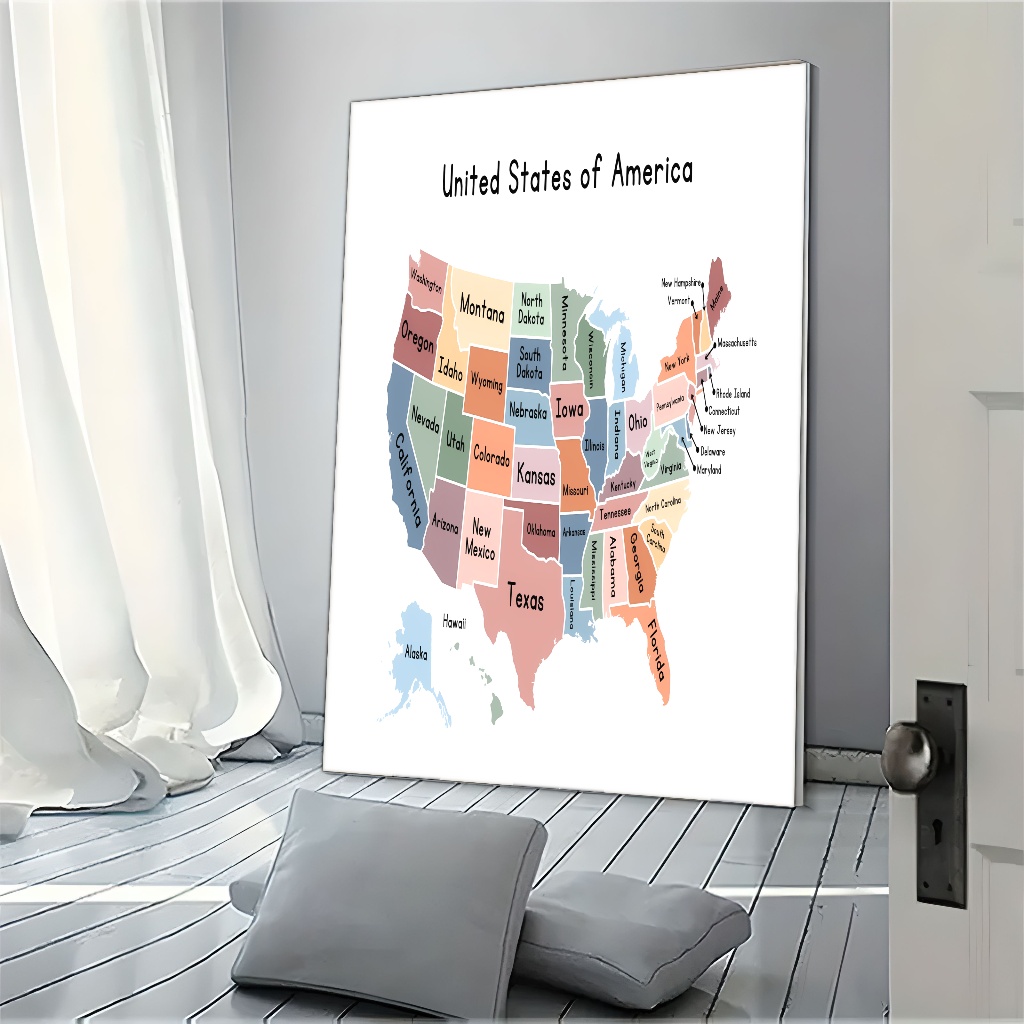 United States of America
Washington
Oregon
California
Montana
Idaho
Nevada
Utah
Arizona
Wyoming
Colorado
New
Mexico
North
Dakota
South
Dakota
Nebraska
Kansas
Oklahoma
Texas
Minnesota
Iowa
Missouri
Arkansas
Louisiana
Wisconsin
Illinois
Michigan
Indiana
Ohio
Kentucky
Tennessee
Mississippi
Alabama
Georgia
Florida
South
Carolina
North Carolina
Virginia
West
Virginia
Pennsylvania
New York
New Hampshire
Vermont
Maine
Massachusetts
Rhode Island
Connecticut
New Jersey
Delaware
Maryland
Hawaii
Alaska